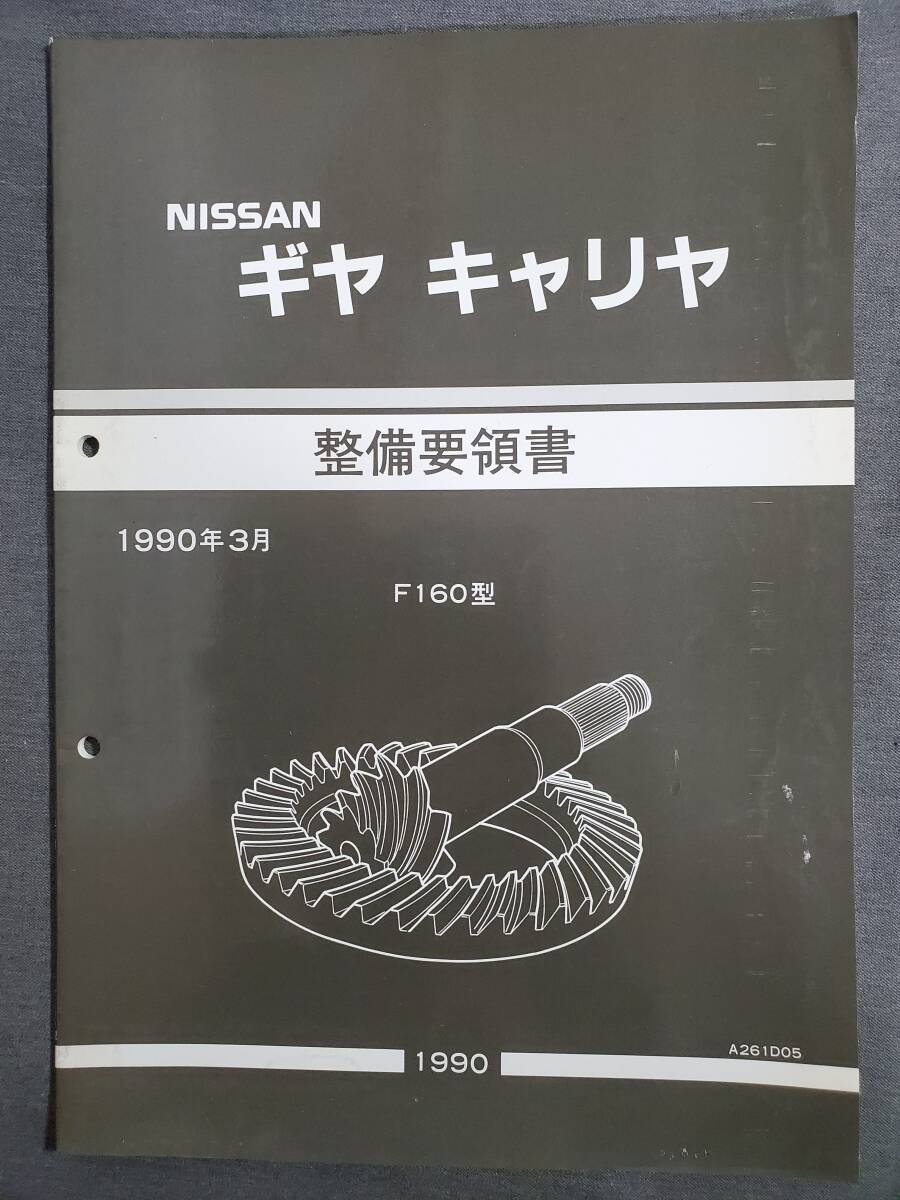 NISSAN
ギヤ キャリヤ
整備要領書
1990年3月
F160型
1990
A261D05